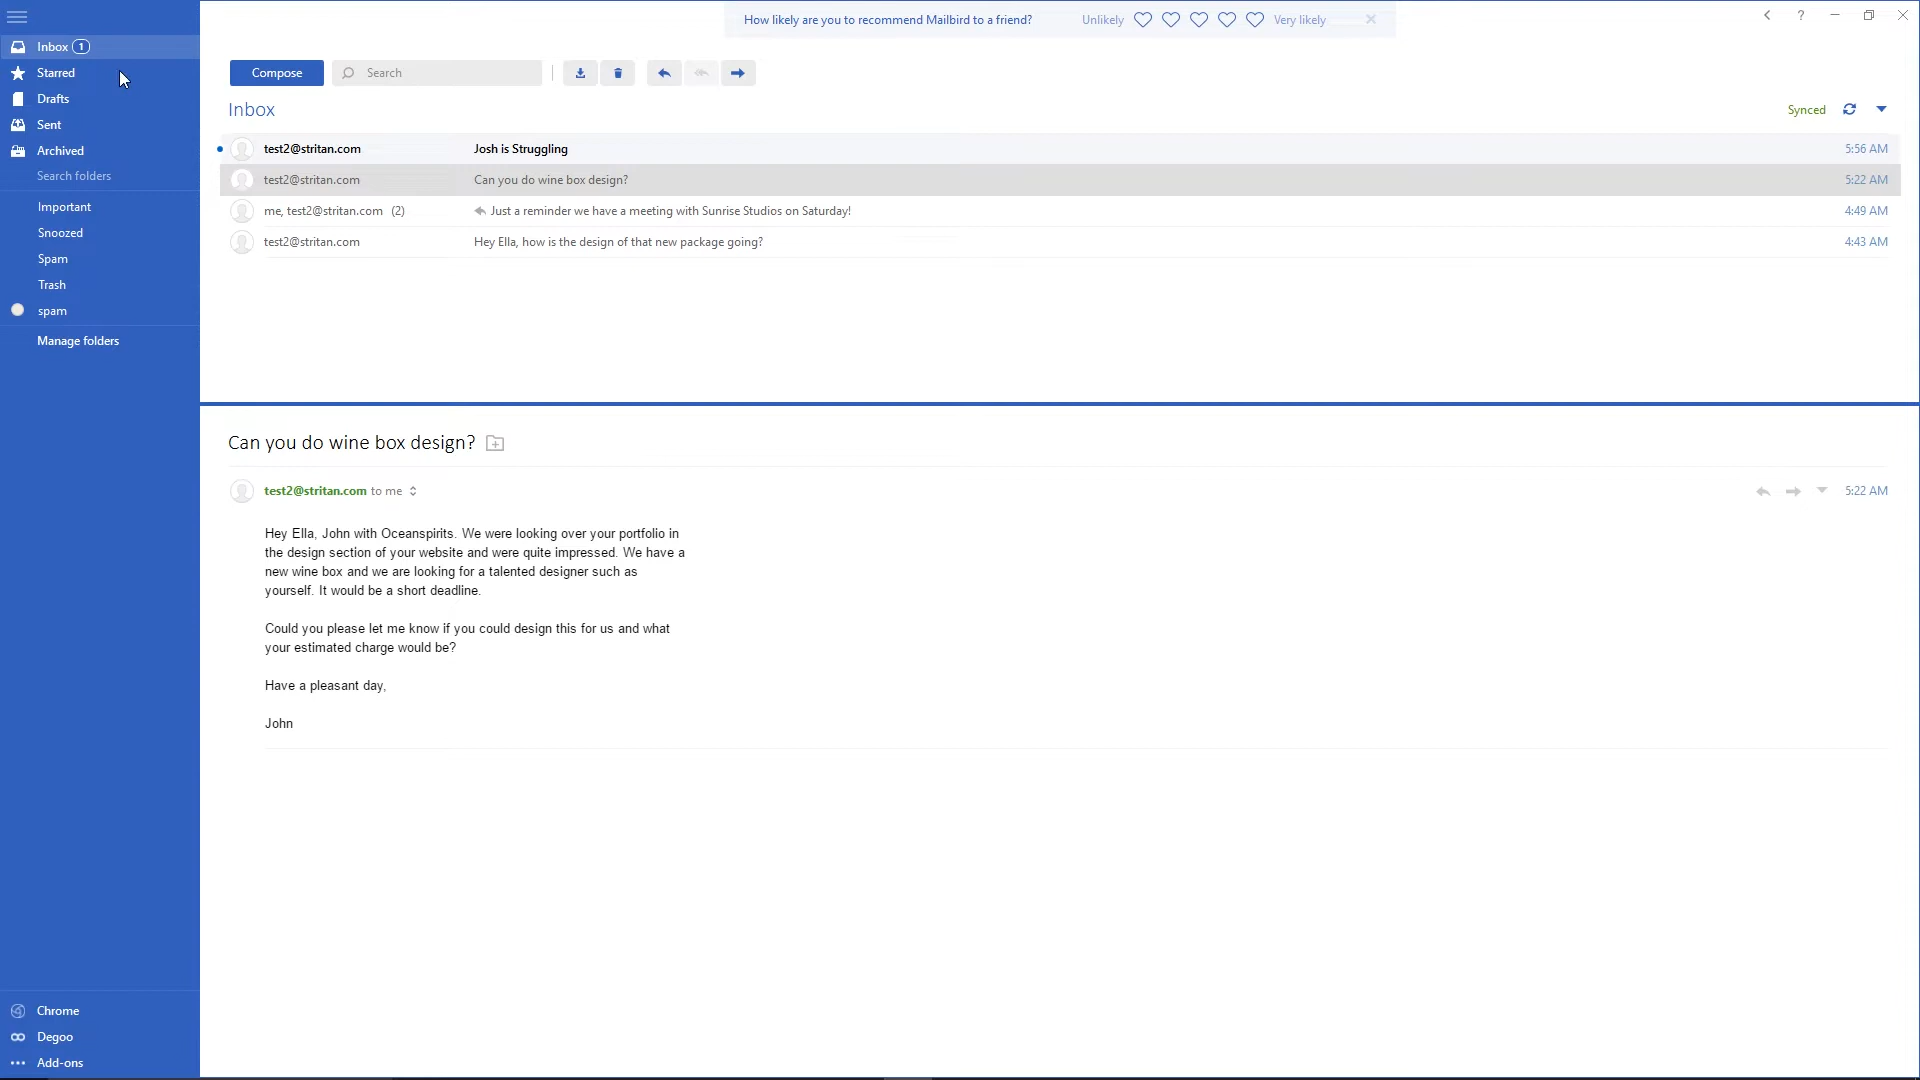 How likely are you to recommend Mailbird to a friend? Unlikely Very likely
Inbox 1
Starred
Drafts
Sent
Archived
Search folders
Important
Snoozed
Spam
Trash
spam
Manage folders
Compose Search
Inbox Synced
test2@stritan.com Josh is Struggling 5:56 AM
test2@stritan.com Can you do wine box design? 5:22 AM
me, test2@stritan.com (2) Just a reminder we have a meeting with Sunrise Studios on Saturday! 4:49 AM
test2@stritan.com Hey Ella, how is the design of that new package going? 4:43 AM
Can you do wine box design?
test2@stritan.com to me 5:22 AM
Hey Ella, John with Oceanspirits. We were looking over your portfolio in
the design section of your website and were quite impressed. We have a
new wine box and we are looking for a talented designer such as
yourself. It would be a short deadline.
Could you please let me know if you could design this for us and what
your estimated charge would be?
Have a pleasant day,
John
Chrome
Degoo
Add-ons